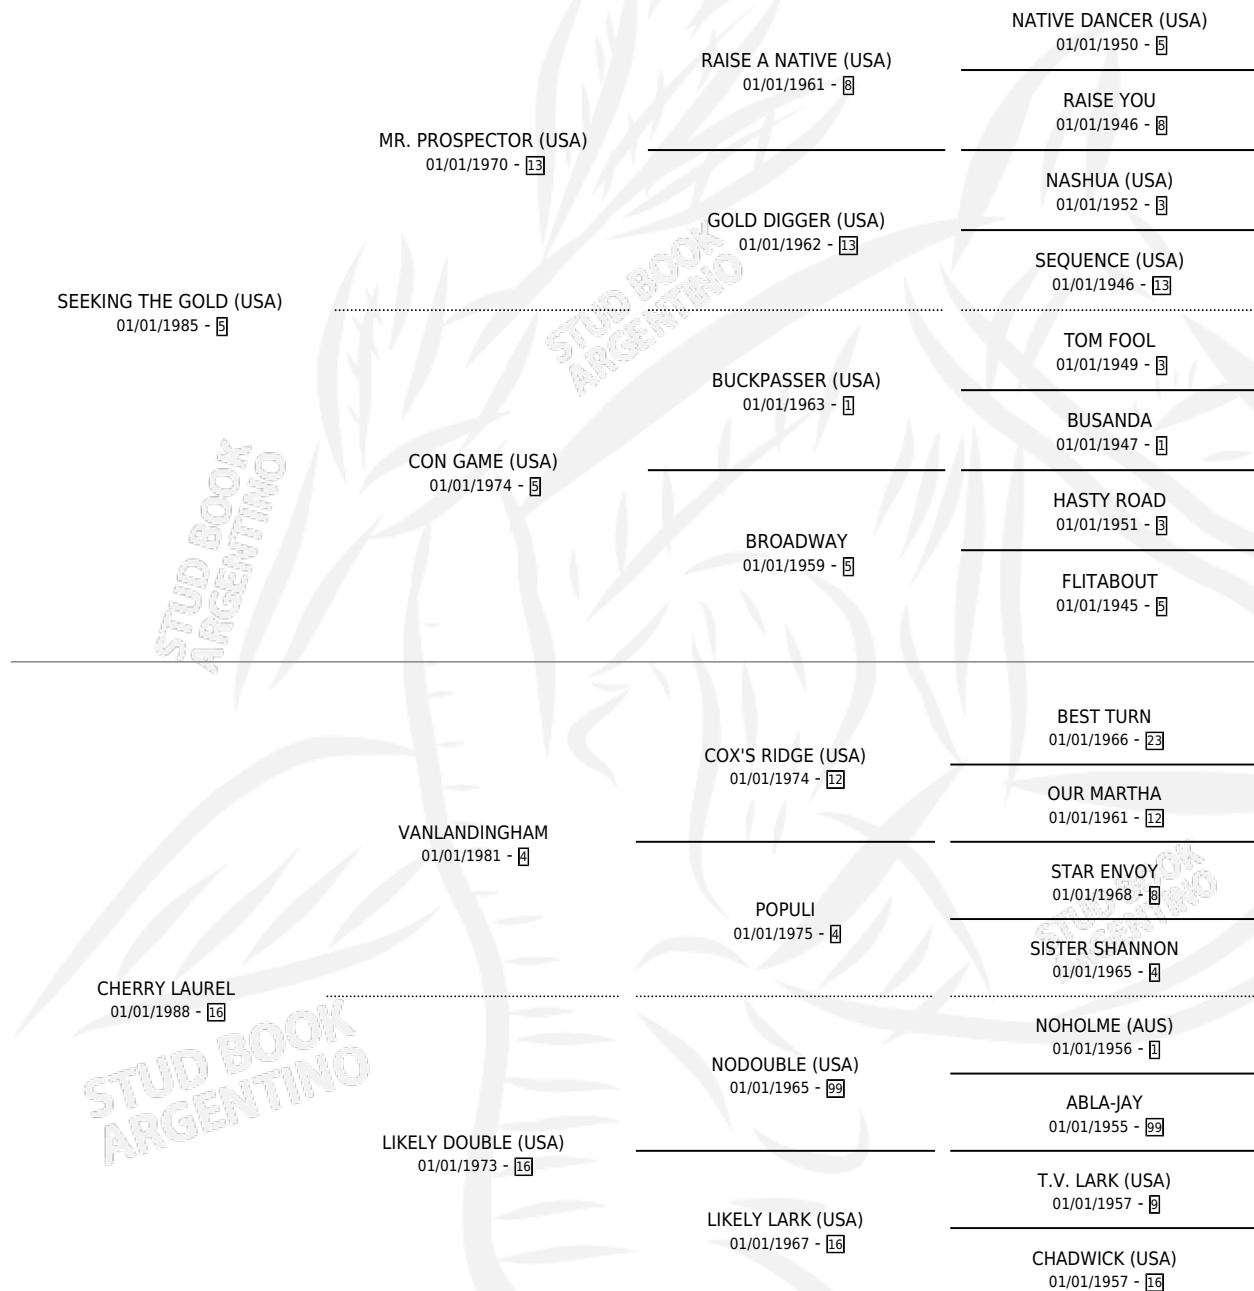 NATIVE DANCER (USA)
01/01/1950 - 5
RAISE A NATIVE (USA)
01/01/1961 - 8
RAISE YOU
01/01/1946 - 8
MR. PROSPECTOR (USA)
01/01/1970 - 13
NASHUA (USA)
01/01/1952 - 3
GOLD DIGGER (USA)
01/01/1962 - 13
SEQUENCE (USA)
01/01/1946 - 13
SEEKING THE GOLD (USA)
01/01/1985 - 5
STUD BOOK
ARGENTINO
TOM FOOL
01/01/1949 - 3
BUCKPASSER (USA)
01/01/1963 - 1
BUSANDA
01/01/1947 - 1
CON GAME (USA)
01/01/1974 - 5
HASTY ROAD
01/01/1951 - 3
BROADWAY
01/01/1959 - 5
FLITABOUT
01/01/1945 - 5
STUD BOOK
ARGENTINO
BEST TURN
01/01/1966 - 23
COX'S RIDGE (USA)
01/01/1974 - 12
OUR MARTHA
01/01/1961 - 12
VANLANDINGHAM
01/01/1981 - 4
STAR ENVOY
01/01/1968 - 8
POPULI
01/01/1975 - 4
SISTER SHANNON
01/01/1965 - 4
STUD BOOK
ARGENTINO
CHERRY LAUREL
01/01/1988 - 16
NOHOLME (AUS)
01/01/1956 - 1
NODOUBLE (USA)
01/01/1965 - 99
ABLA-JAY
01/01/1955 - 99
STUD BOOK
ARGENTINO
LIKELY DOUBLE (USA)
01/01/1973 - 16
T.V. LARK (USA)
01/01/1957 - 9
LIKELY LARK (USA)
01/01/1967 - 16
CHADWICK (USA)
01/01/1957 - 16